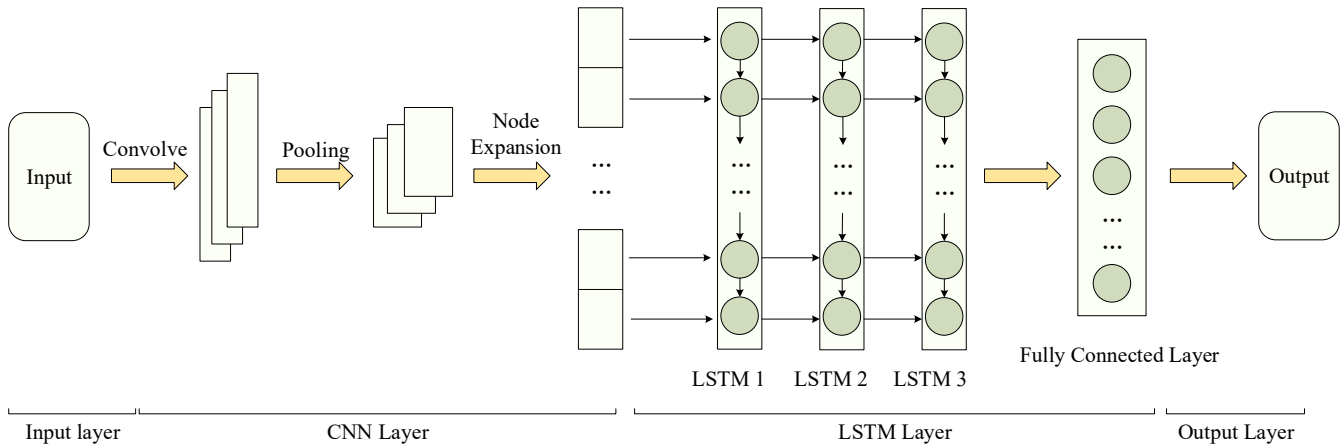 Input
Convolve
Pooling
Node
Expansion
...
...
...
...
...
...
...
...
...
...
Output
LSTM 1
LSTM 2
LSTM 3
Fully Connected Layer
Input layer
CNN Layer
LSTM Layer
Output Layer